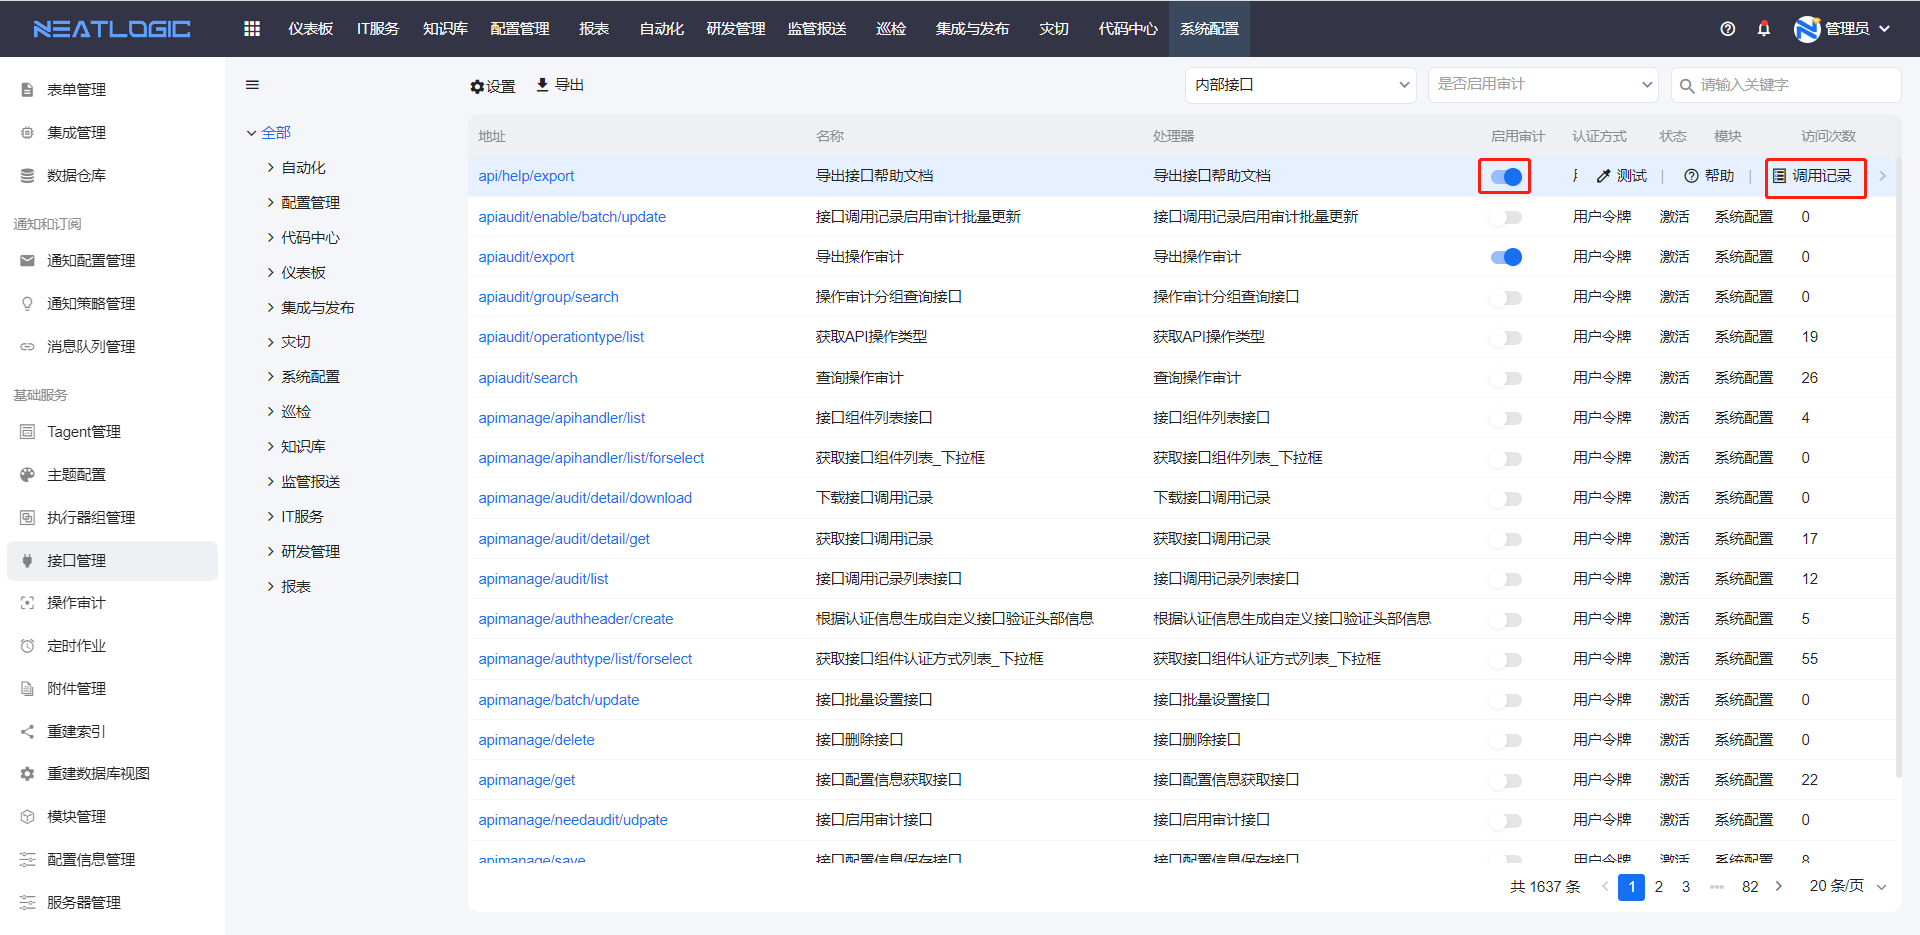 NEATLOGIC 仪表板 IT服务 知识库 配置管理 报表 自动化 研发管理 监管报送 巡检 集成与发布 灾切 代码中心 系统配置 管理员
表单管理
集成管理
数据仓库
通知和订阅
通知配置管理
通知策略管理
消息队列管理
基础服务
Tagent管理
主题配置
执行器组管理
接口管理
操作审计
定时作业
附件管理
重建索引
重建数据库视图
模块管理
配置信息管理
服务器管理
全部
自动化
配置管理
代码中心
仪表板
集成与发布
灾切
系统配置
巡检
知识库
监管报送
IT服务
研发管理
报表
设置 导出 内部接口 是否启用审计 请输入关键字
地址 名称 处理器 启用审计 认证方式 状态 模块 访问次数
api/help/export 导出接口帮助文档 导出接口帮助文档 测试 | 帮助 | 调用记录
apiaudit/enable/batch/update 接口调用记录启用审计批量更新 接口调用记录启用审计批量更新 用户令牌 激活 系统配置 0
apiaudit/export 导出操作审计 导出操作审计 用户令牌 激活 系统配置 0
apiaudit/group/search 操作审计分组查询接口 操作审计分组查询接口 用户令牌 激活 系统配置 0
apiaudit/operationtype/list 获取API操作类型 获取API操作类型 用户令牌 激活 系统配置 19
apiaudit/search 查询操作审计 查询操作审计 用户令牌 激活 系统配置 26
apimanage/apihandler/list 接口组件列表接口 接口组件列表接口 用户令牌 激活 系统配置 4
apimanage/apihandler/list/forselect 获取接口组件列表_下拉框 获取接口组件列表_下拉框 用户令牌 激活 系统配置 0
apimanage/audit/detail/download 下载接口调用记录 下载接口调用记录 用户令牌 激活 系统配置 0
apimanage/audit/detail/get 获取接口调用记录 获取接口调用记录 用户令牌 激活 系统配置 17
apimanage/audit/list 接口调用记录列表接口 接口调用记录列表接口 用户令牌 激活 系统配置 12
apimanage/authheader/create 根据认证信息生成自定义接口验证头部信息 根据认证信息生成自定义接口验证头部信息 用户令牌 激活 系统配置 5
apimanage/authtype/list/forselect 获取接口组件认证方式列表_下拉框 获取接口组件认证方式列表_下拉框 用户令牌 激活 系统配置 55
apimanage/batch/update 接口批量设置接口 接口批量设置接口 用户令牌 激活 系统配置 0
apimanage/delete 接口删除接口 接口删除接口 用户令牌 激活 系统配置 0
apimanage/get 接口配置信息获取接口 接口配置信息获取接口 用户令牌 激活 系统配置 22
apimanage/needaudit/udpate 接口启用审计接口 接口启用审计接口 用户令牌 激活 系统配置 0
apimanage/save 接口配置信息保存接口 接口配置信息保存接口 用户令牌 激活 系统配置 8
共 1637 条 1 2 3 ••• 82 20 条/页